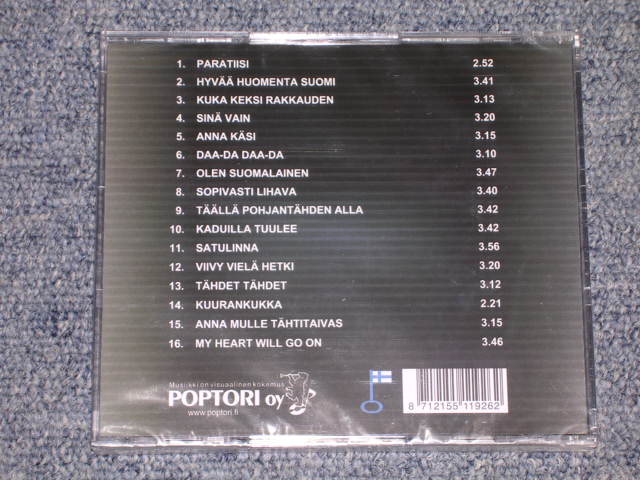 1. PARATIISI 2.52
2. HYVÄÄ HUOMENTA SUOMI 3.41
3. KUKA KEKSI RAKKAUDEN 3.13
4. SINÄ VAIN 3.20
5. ANNA KÄSI 3.15
6. DAA-DA DAA-DA 3.10
7. OLEN SUOMALAINEN 3.47
8. SOPIVASTI LIHAVA 3.40
9. TÄÄLLÄ POHJANTÄHDEN ALLA 3.42
10. KADUILLA TUULEE 3.42
11. SATULINNA 3.56
12. VIIVY VIELÄ HETKI 3.20
13. TÄHDET TÄHDET 3.12
14. KUURANKUKKA 2.21
15. ANNA MULLE TÄHTITAIVAS 3.15
16. MY HEART WILL GO ON 3.46
Musiikki on visuaalinen kokemus
POPTORI oy
www.poptori.fi
8 712155 119262